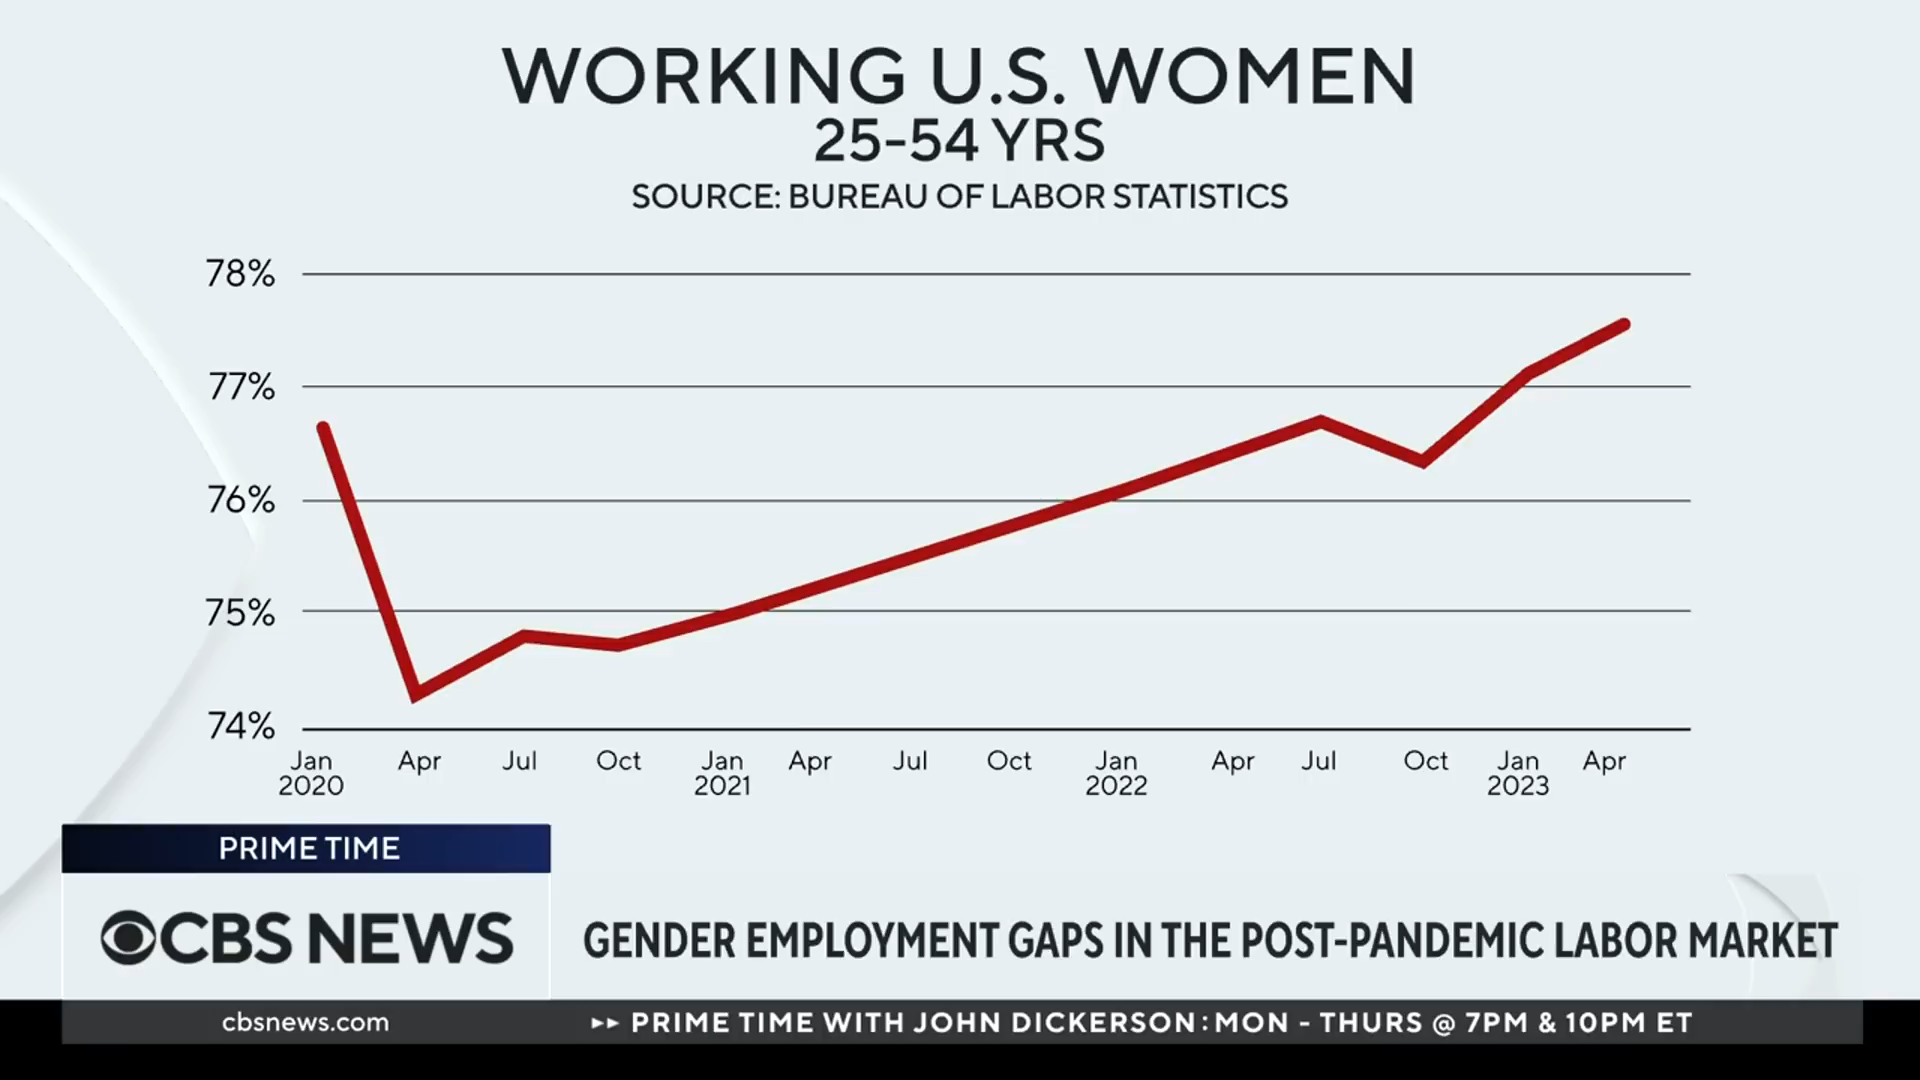 WORKING U.S. WOMEN
25-54 YRS
SOURCE: BUREAU OF LABOR STATISTICS
78%
77%
76%
75%
74%
Jan Apr Jul Oct Jan Apr Jul Oct Jan Apr Jul Oct Jan Apr
2020 2021 2022 2023
PRIME TIME
CBS NEWS
GENDER EMPLOYMENT GAPS IN THE POST-PANDEMIC LABOR MARKET
cbsnews.com
PRIME TIME WITH JOHN DICKERSON: MON - THURS @ 7PM & 10PM ET